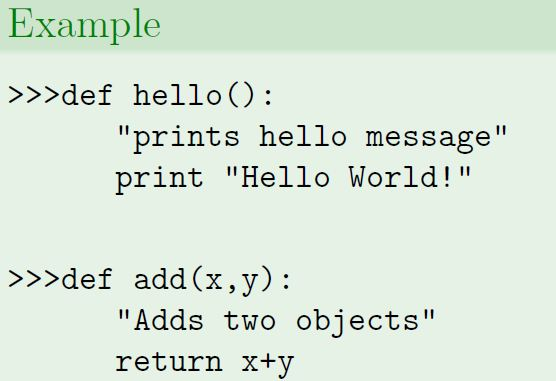 Example
>>>def hello():
"prints hello message"
print "Hello World!"
>>>def add(x,y):
"Adds two objects"
return x+y